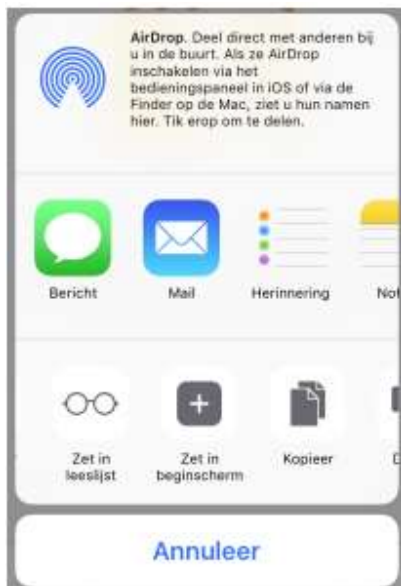 AirDrop. Deel direct met anderen bij
u in de buurt. Als ze AirDrop
inschakelen via het
bedieningspaneel in iOS of via de
Finder op de Mac, ziet u hun namen
hier. Tik erop om te delen.
Bericht
Mail
Herinnering
Not
Zet in
leeslijst
Zet in
beginscherm
Kopieer
Annuleer